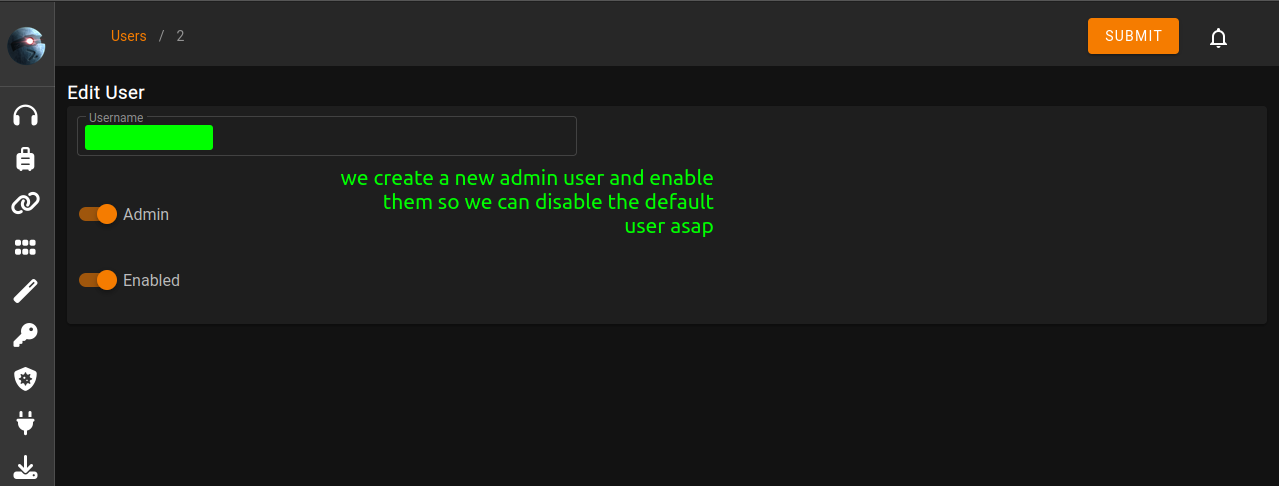 Users / 2
SUBMIT
Edit User
Username
we create a new admin user and enable
them so we can disable the default
user asap
Admin
Enabled